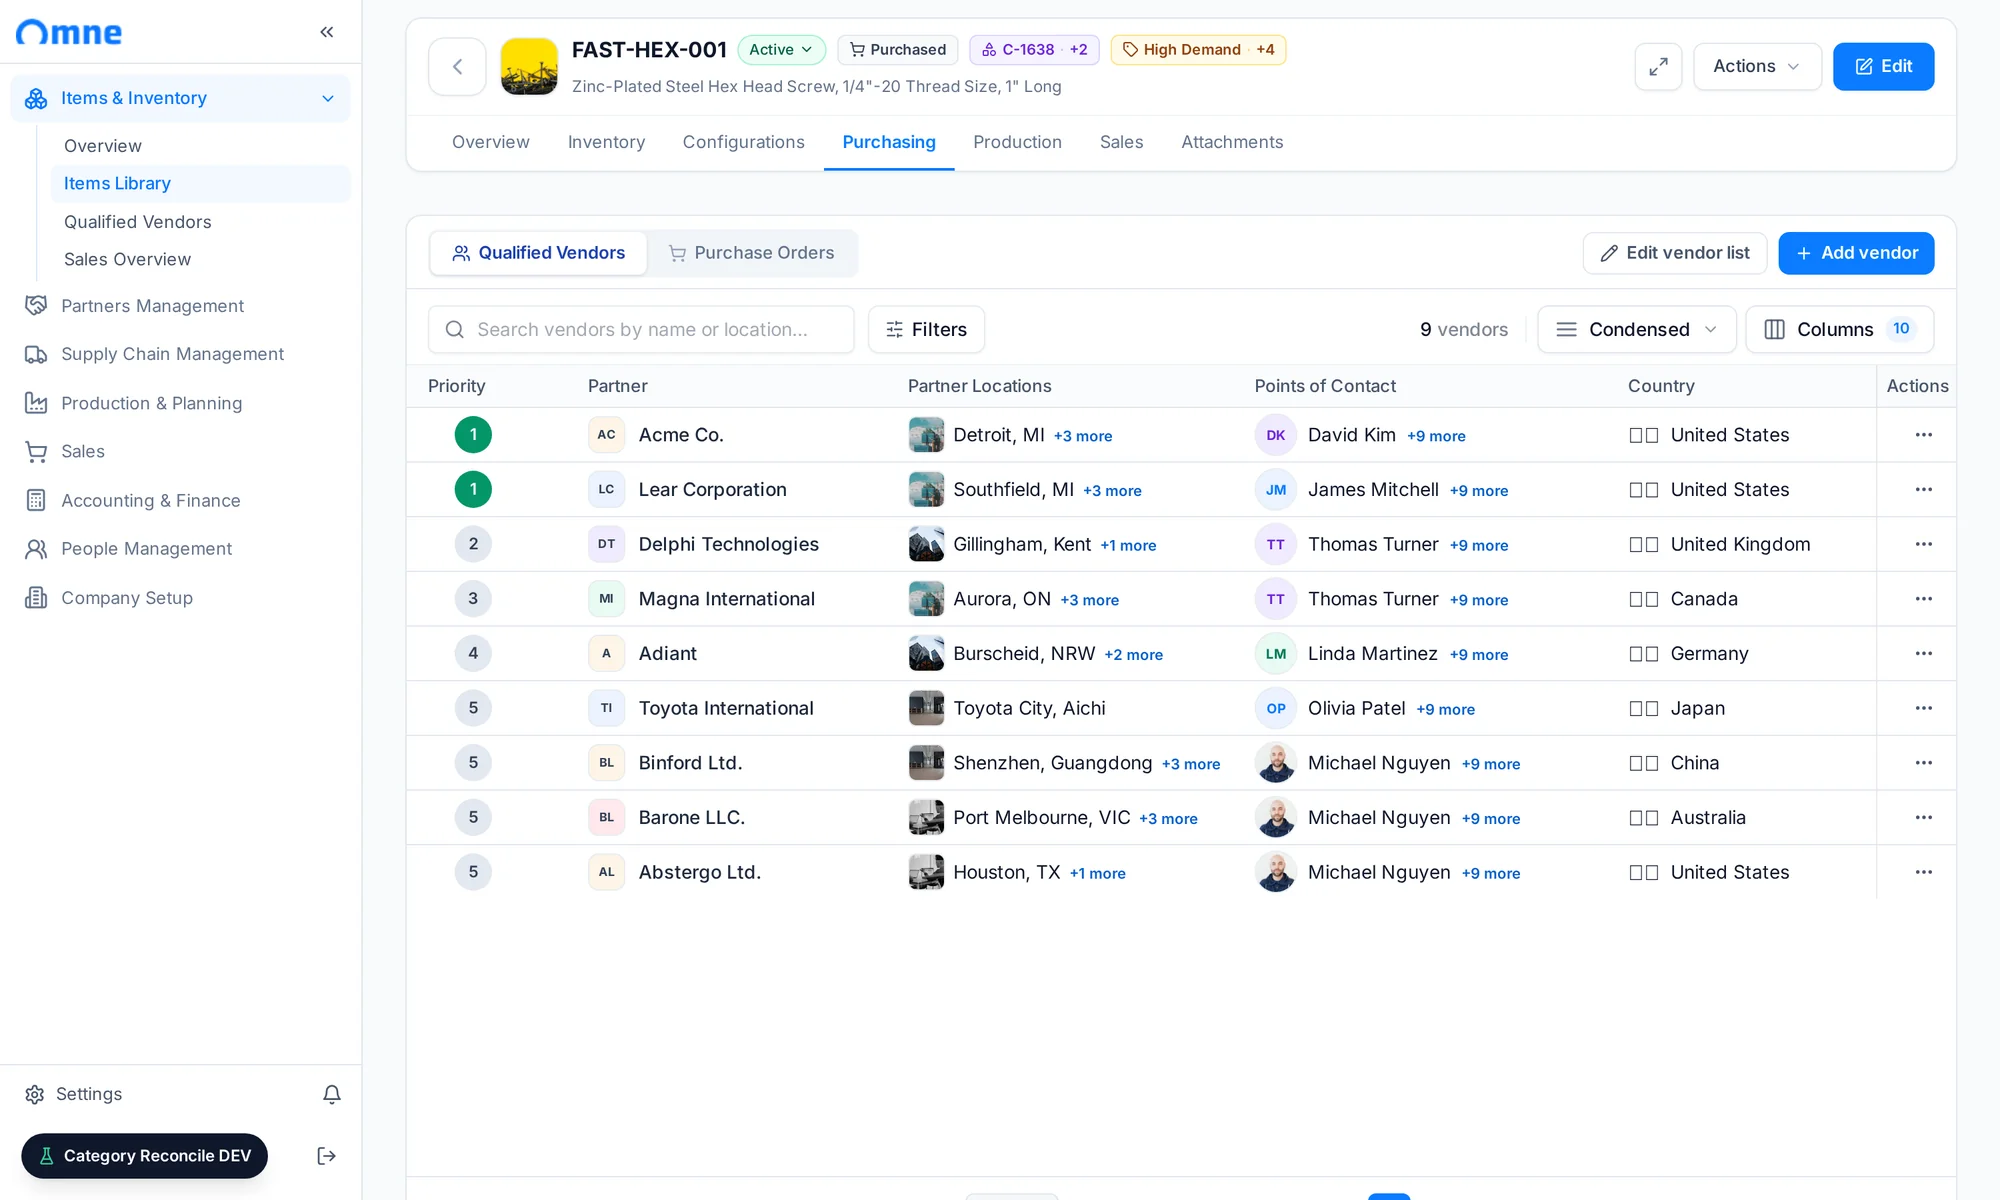 Omne
Items & Inventory
Overview
Items Library
Qualified Vendors
Sales Overview
Partners Management
Supply Chain Management
Production & Planning
Sales
Accounting & Finance
People Management
Company Setup
Settings
Category Reconcile DEV
FAST-HEX-001 Active Purchased C-1638 · +2 High Demand · +4
Zinc-Plated Steel Hex Head Screw, 1/4"-20 Thread Size, 1" Long
Actions Edit
Overview Inventory Configurations Purchasing Production Sales Attachments
Qualified Vendors Purchase Orders Edit vendor list + Add vendor
Search vendors by name or location... Filters 9 vendors Condensed Columns 10
Priority Partner Partner Locations Points of Contact Country Actions
1 AC Acme Co. Detroit, MI +3 more DK David Kim +9 more United States
1 LC Lear Corporation Southfield, MI +3 more JM James Mitchell +9 more United States
2 DT Delphi Technologies Gillingham, Kent +1 more TT Thomas Turner +9 more United Kingdom
3 MI Magna International Aurora, ON +3 more TT Thomas Turner +9 more Canada
4 A Adiant Burscheid, NRW +2 more LM Linda Martinez +9 more Germany
5 TI Toyota International Toyota City, Aichi OP Olivia Patel +9 more Japan
5 BL Binford Ltd. Shenzhen, Guangdong +3 more Michael Nguyen +9 more China
5 BL Barone LLC. Port Melbourne, VIC +3 more Michael Nguyen +9 more Australia
5 AL Abstergo Ltd. Houston, TX +1 more Michael Nguyen +9 more United States